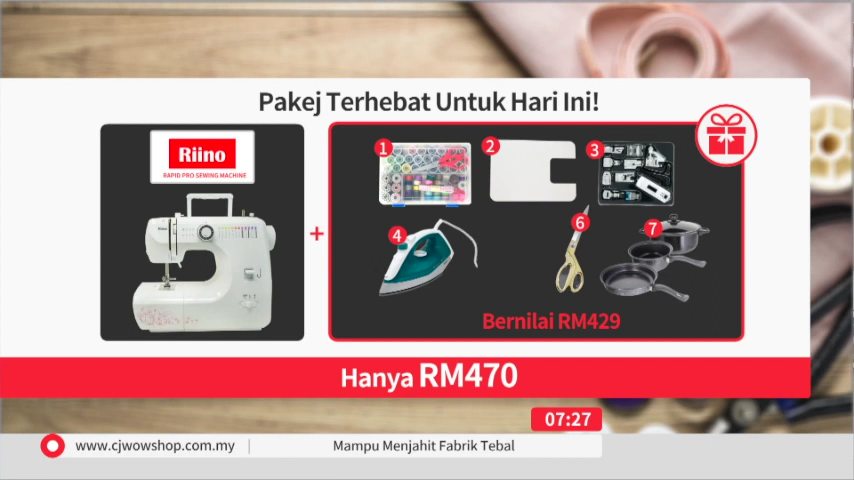 Pakej Terhebat Untuk Hari Ini!
Riino
RAPID PRO SEWING MACHINE
Riino
+
1
2
3
4
6
7
Bernilai RM429
Hanya RM470
07:27
www.cjwowshop.com.my
Mampu Menjahit Fabrik Tebal